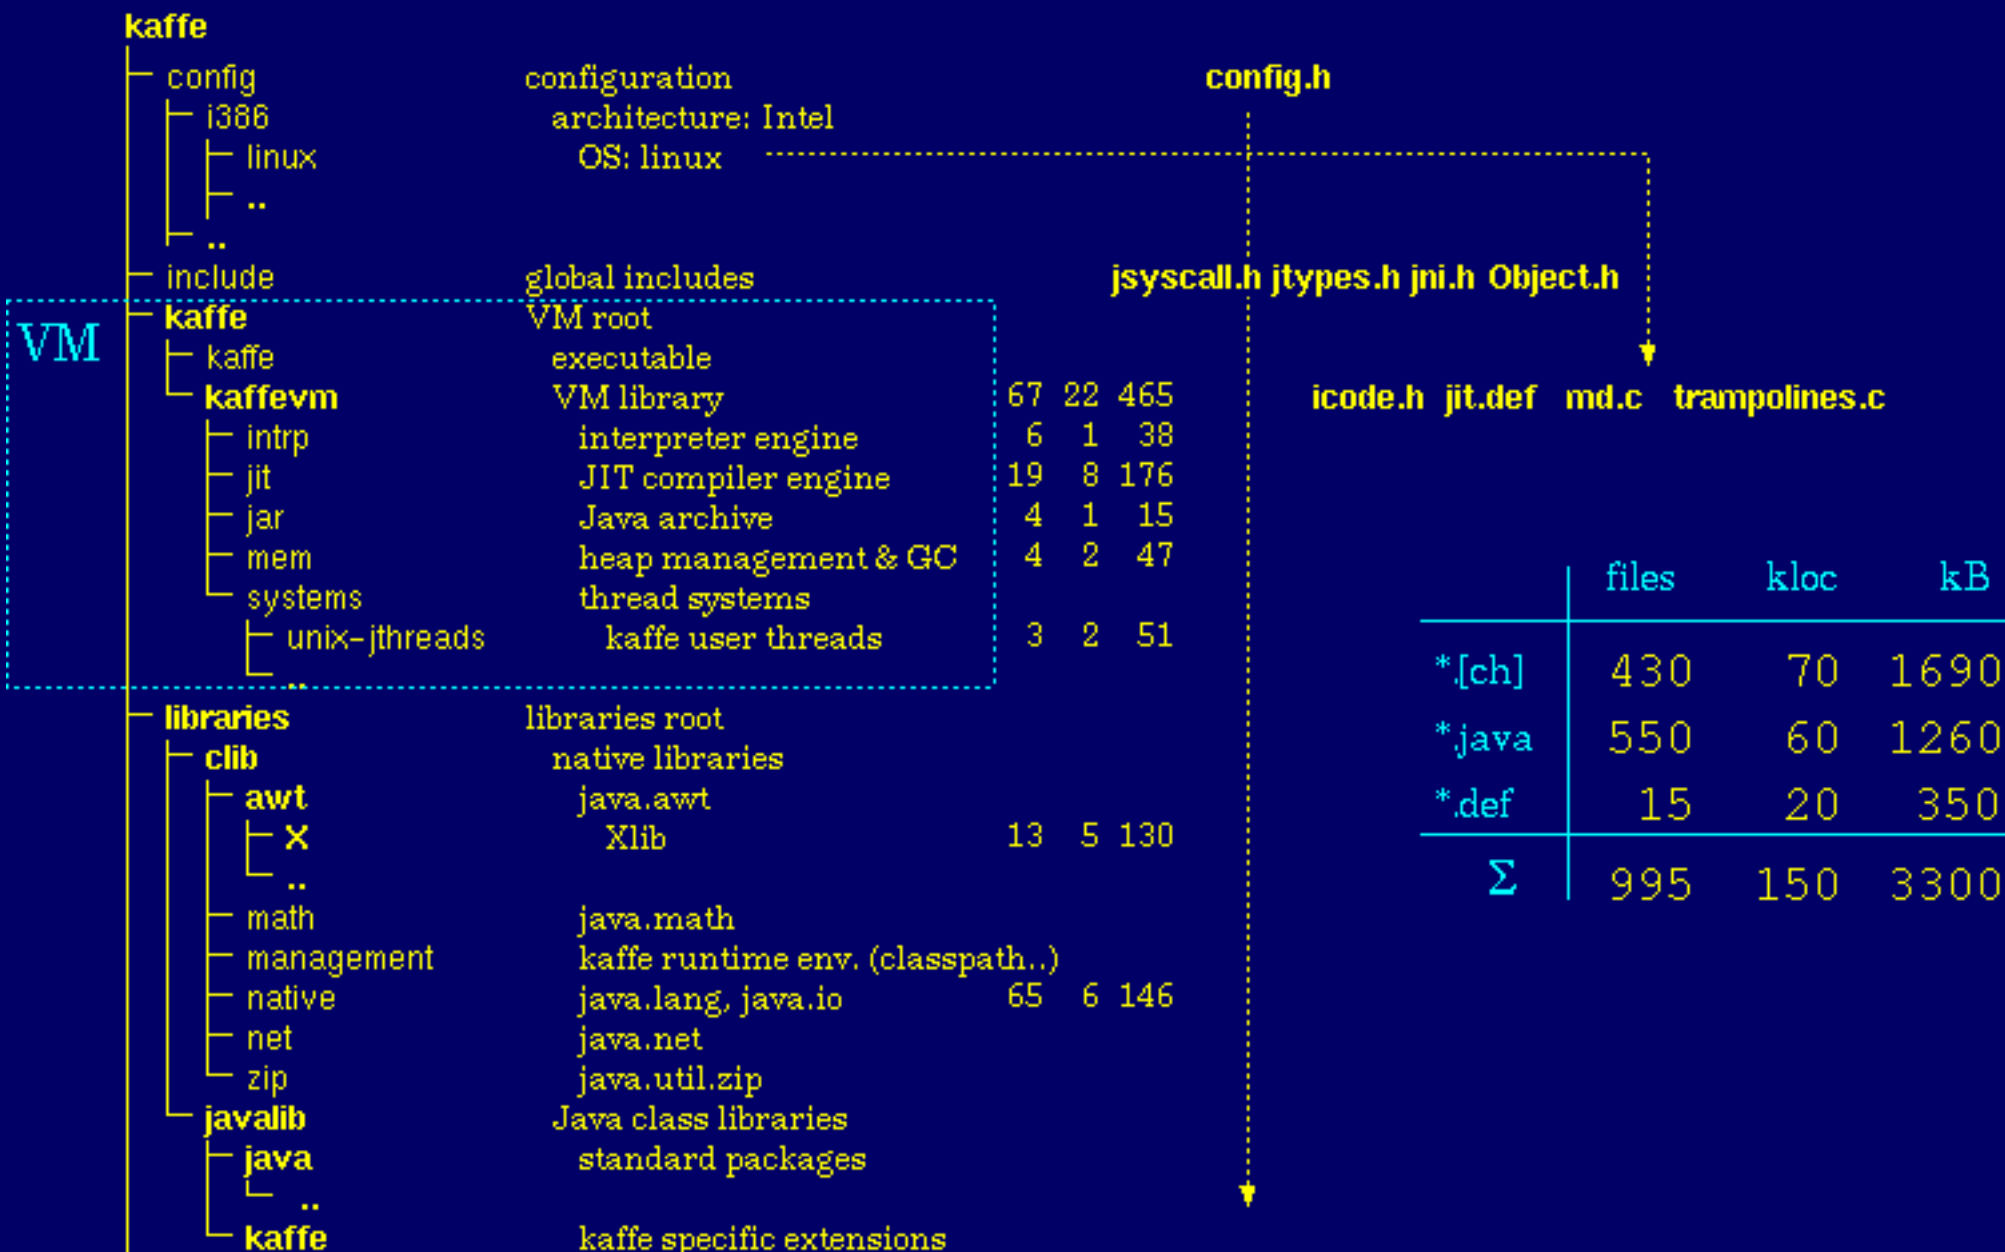 kaffe
config configuration config.h
i386 architecture: Intel
linux OS: linux
..
..
include global includes jsyscall.h jtypes.h jni.h Object.h
VM
kaffe VM root
kaffe executable
kaffevm VM library 67 22 465 icode.h jit.def md.c trampolines.c
intrp interpreter engine 6 1 38
jit JIT compiler engine 19 8 176
jar Java archive 4 1 15
mem heap management & GC 4 2 47
systems thread systems
unix-jthreads kaffe user threads 3 2 51
..
libraries libraries root
clib native libraries
awt java.awt
X Xlib 13 5 130
..
math java.math
management kaffe runtime env. (classpath..)
native java.lang, java.io 65 6 146
net java.net
zip java.util.zip
javalib Java class libraries
java standard packages
..
kaffe kaffe specific extensions
files kloc kB
*.[ch] 430 70 1690
*.java 550 60 1260
*.def 15 20 350
Σ 995 150 3300